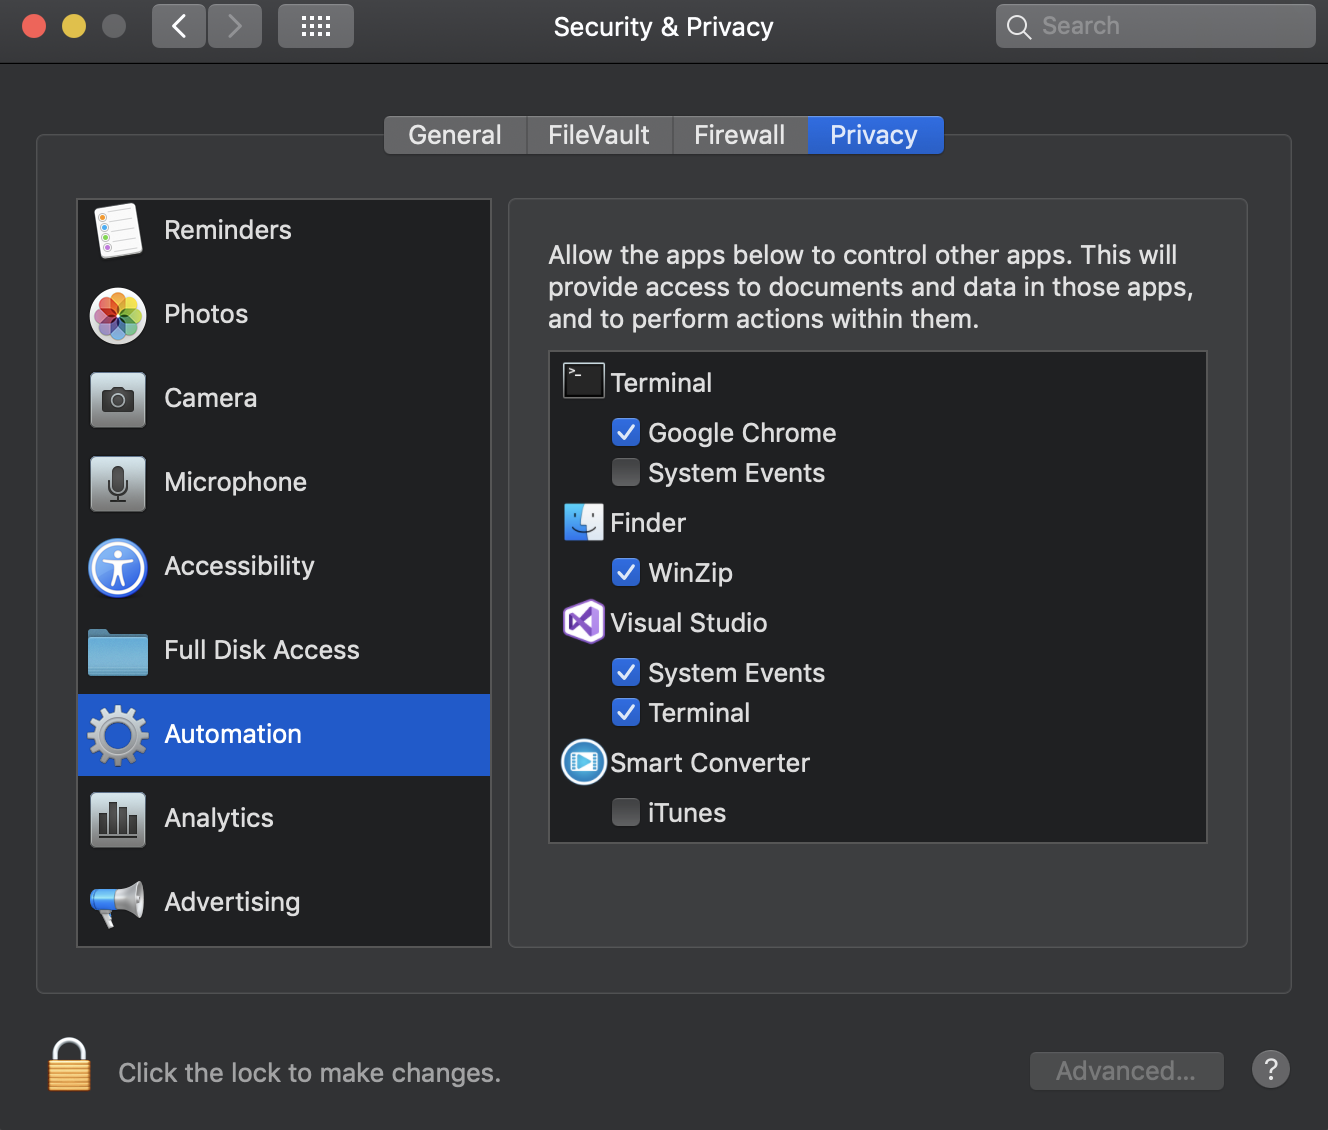 Security & Privacy
Search
General
FileVault
Firewall
Privacy
Reminders
Photos
Camera
Microphone
Accessibility
Full Disk Access
Automation
Analytics
Advertising
Allow the apps below to control other apps. This will
provide access to documents and data in those apps,
and to perform actions within them.
>_ Terminal
Google Chrome
System Events
Finder
WinZip
Visual Studio
System Events
Terminal
Smart Converter
iTunes
Click the lock to make changes.
Advanced...
?